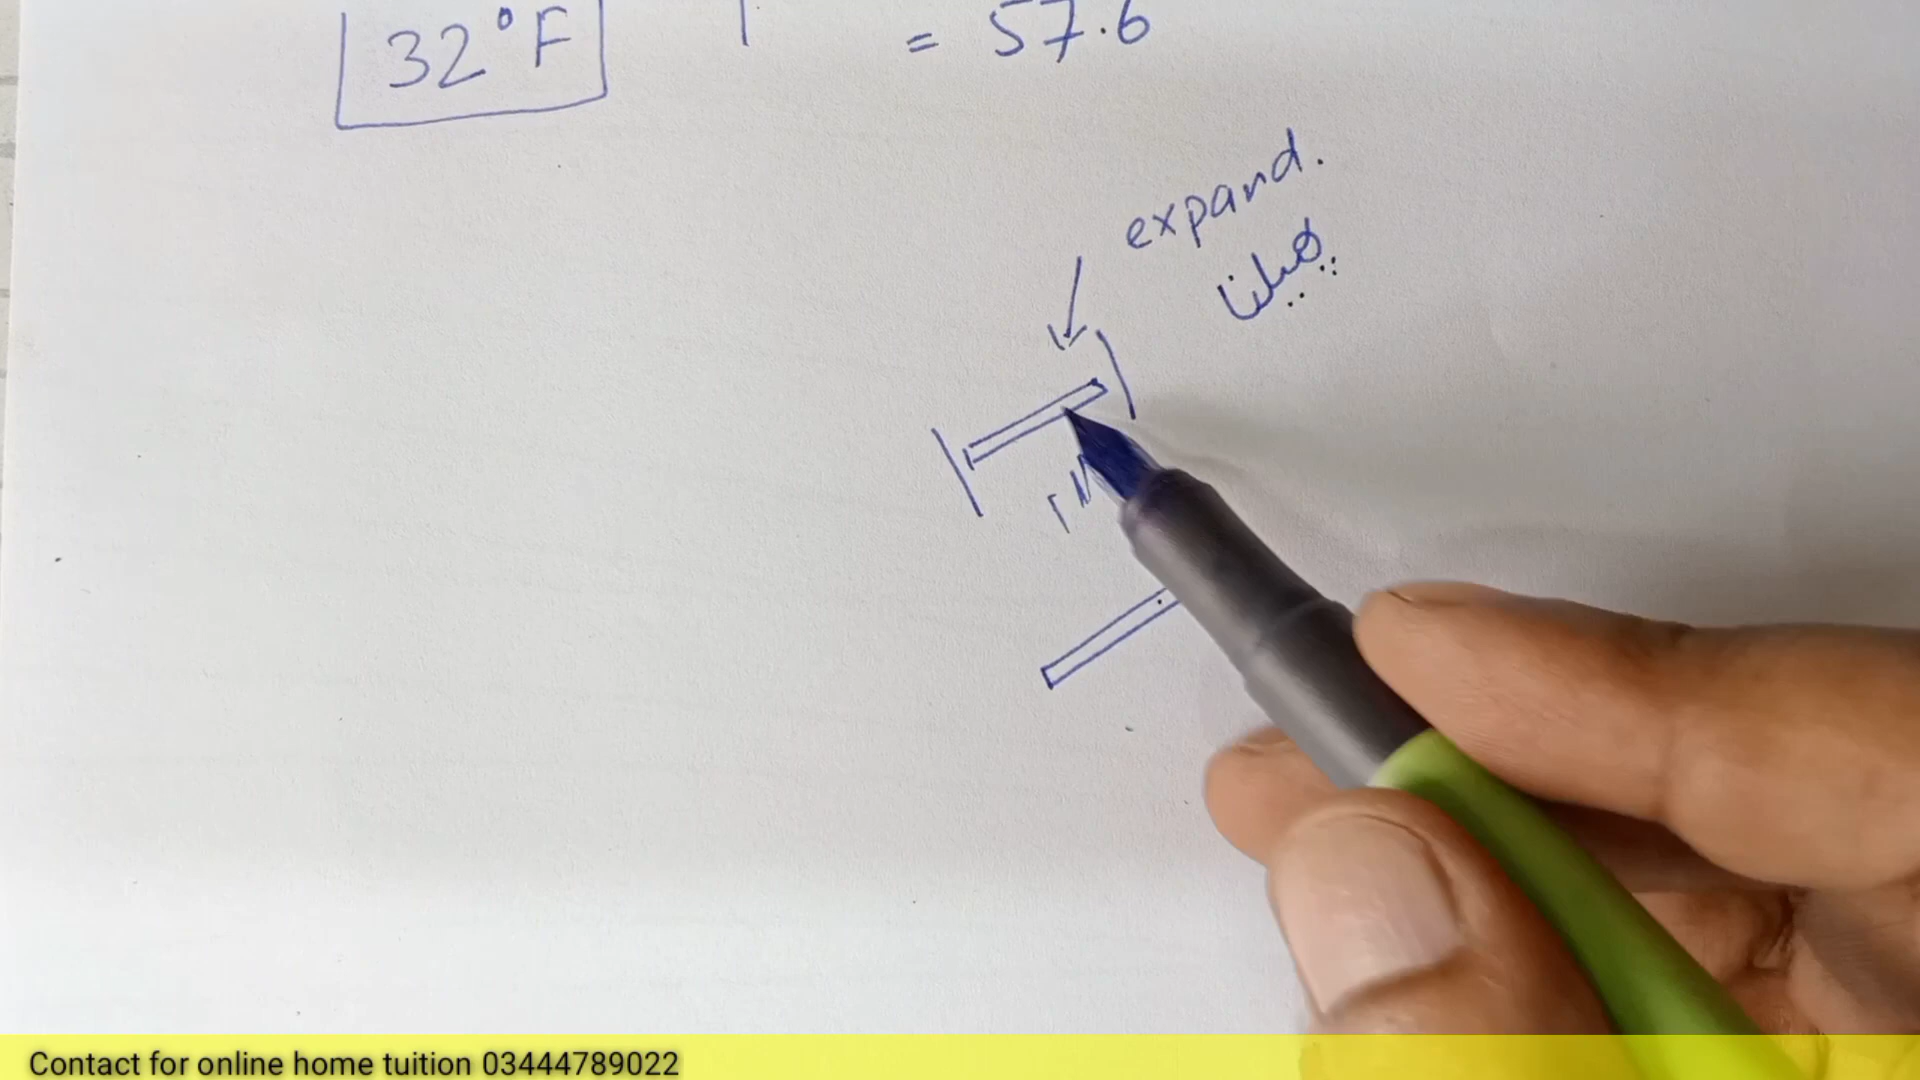 32°F
= 57.6
expand.
پھیلنا
Contact for online home tuition 03444789022